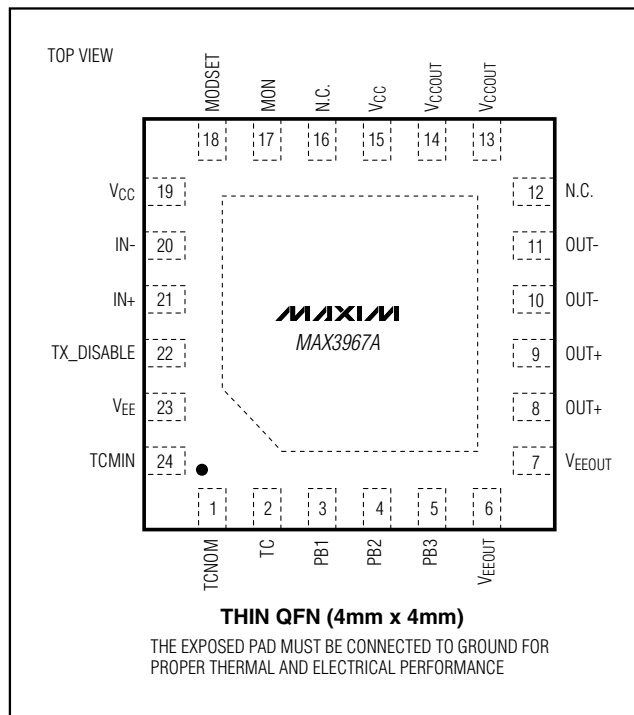 TOP VIEW
MODSET MON N.C. VCC VCCOUT VCCOUT
18 17 16 15 14 13
VCC 19 12 N.C.
IN- 20 11 OUT-
IN+ 21 10 OUT-
MAXIM
MAX3967A
TX_DISABLE 22 9 OUT+
VEE 23 8 OUT+
TCMIN 24 7 VEEOUT
1 2 3 4 5 6
TCNOM TC PB1 PB2 PB3 VEEOUT
THIN QFN (4mm x 4mm)
THE EXPOSED PAD MUST BE CONNECTED TO GROUND FOR
PROPER THERMAL AND ELECTRICAL PERFORMANCE